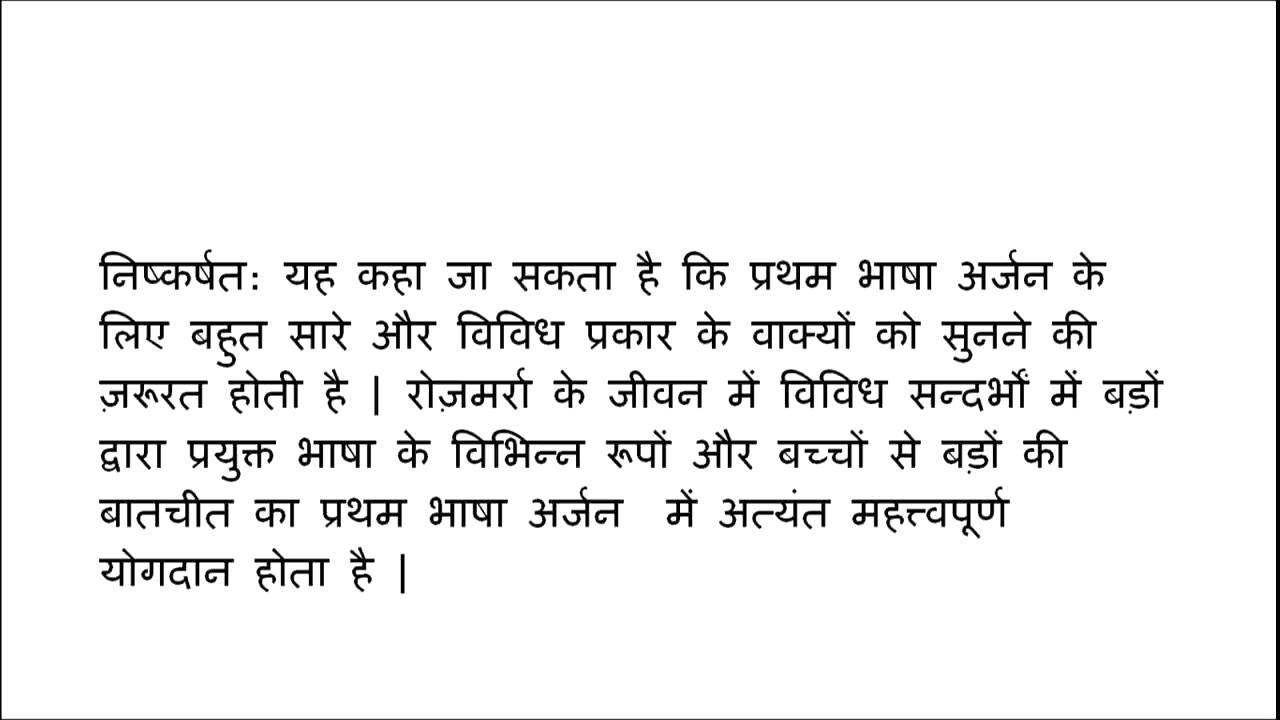 निष्कर्षत: यह कहा जा सकता है कि प्रथम भाषा अर्जन के
लिए बहुत सारे और विविध प्रकार के वाक्यों को सुनने की
ज़रूरत होती है | रोज़मर्रा के जीवन में विविध सन्दर्भों में बड़ों
द्वारा प्रयुक्त भाषा के विभिन्न रूपों और बच्चों से बड़ों की
बातचीत का प्रथम भाषा अर्जन में अत्यंत महत्त्वपूर्ण
योगदान होता है |